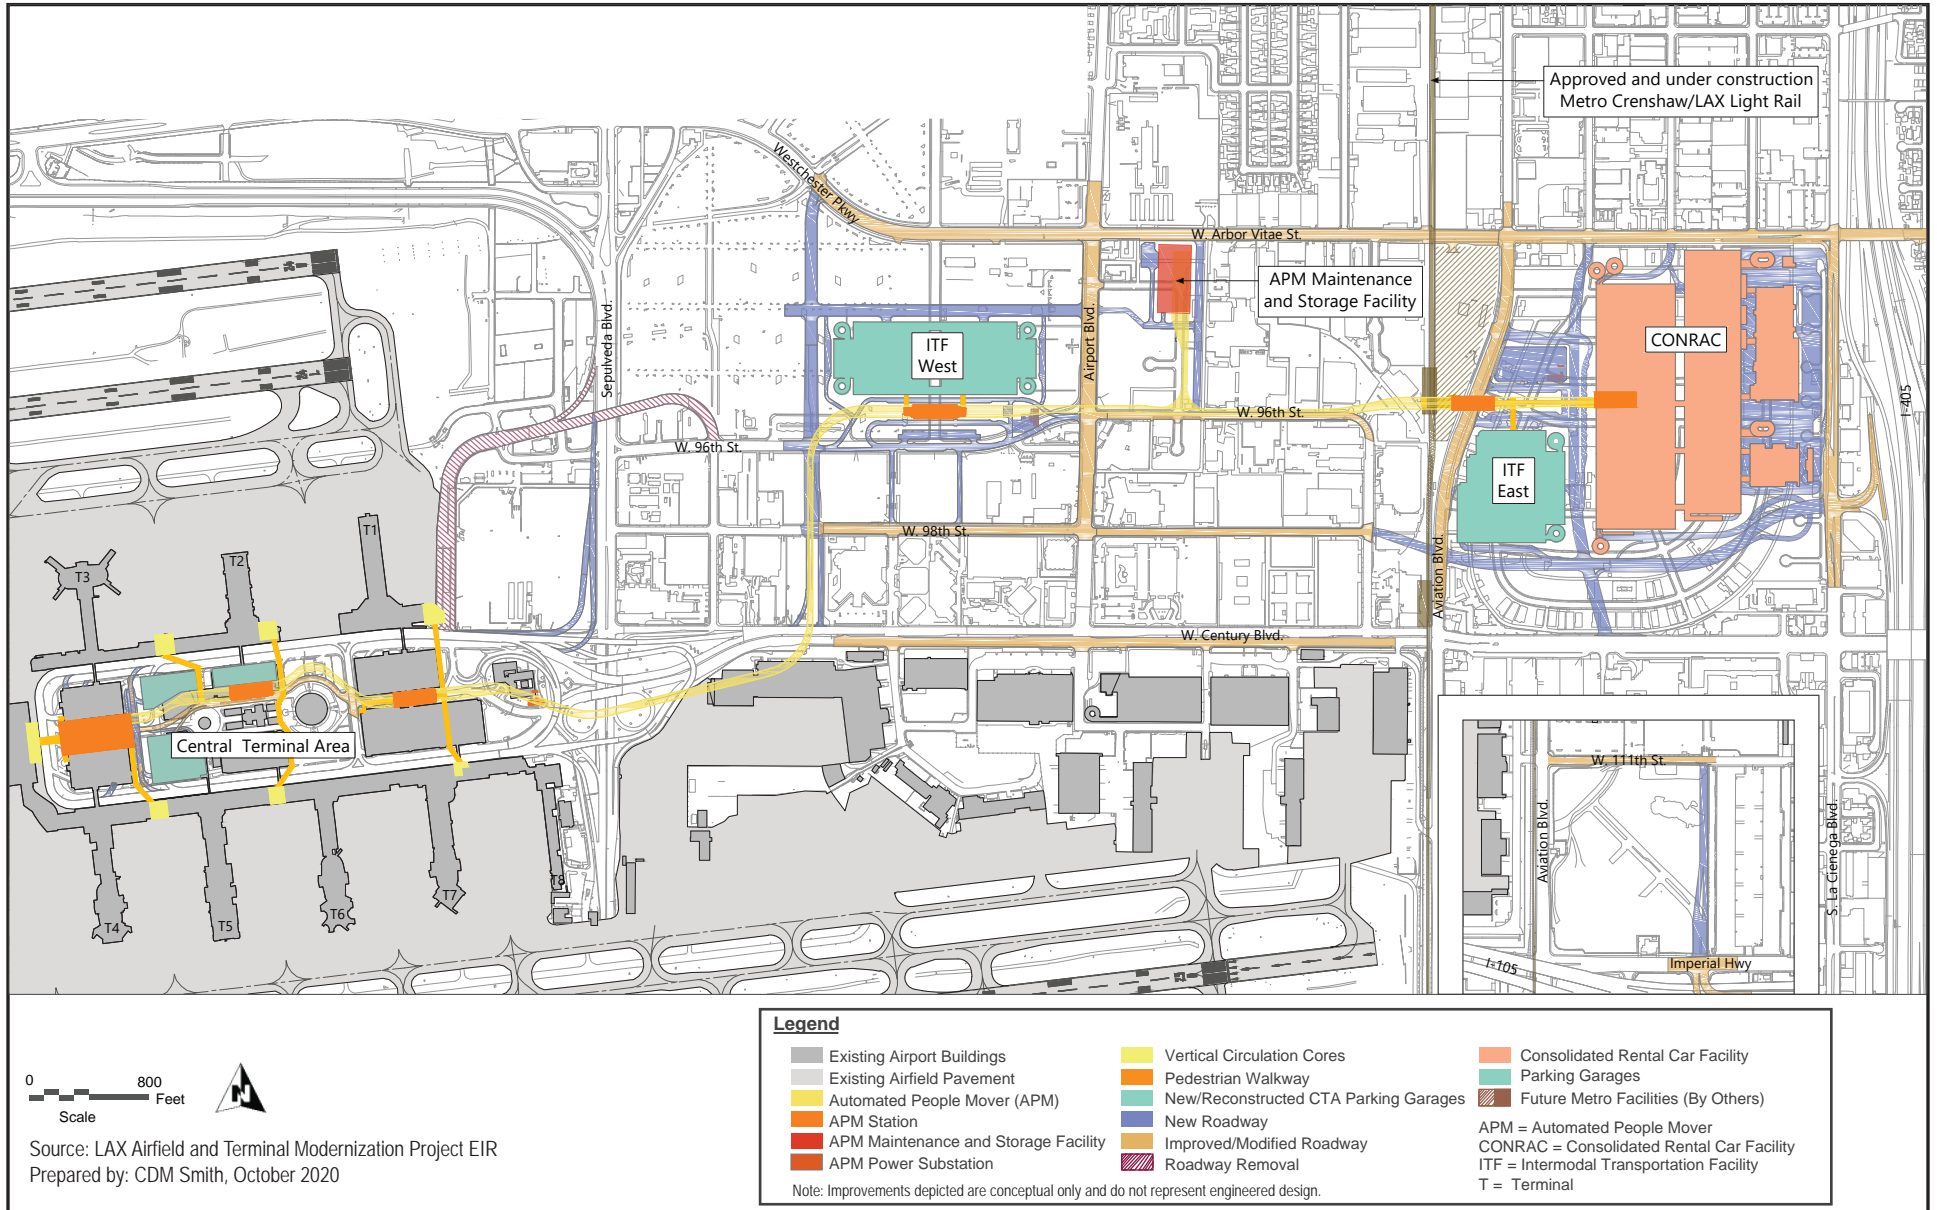 Approved and under construction
Metro Crenshaw/LAX Light Rail
Westchester Pkwy
W. Arbor Vitae St.
APM Maintenance
and Storage Facility
Sepulveda Blvd.
Airport Blvd.
ITF
West
CONRAC
I-405
W. 96th St.
W. 96th St.
ITF
East
W. 98th St.
Aviation Blvd.
W. Century Blvd.
T1
T2
T3
Central Terminal Area
T4
T5
T6
T7
T8
W. 111th St.
Aviation Blvd.
S. La Cienega Blvd.
I-105
Imperial Hwy
Legend
Existing Airport Buildings
Existing Airfield Pavement
Automated People Mover (APM)
APM Station
APM Maintenance and Storage Facility
APM Power Substation
Vertical Circulation Cores
Pedestrian Walkway
New/Reconstructed CTA Parking Garages
New Roadway
Improved/Modified Roadway
Roadway Removal
Consolidated Rental Car Facility
Parking Garages
Future Metro Facilities (By Others)
APM = Automated People Mover
CONRAC = Consolidated Rental Car Facility
ITF = Intermodal Transportation Facility
T = Terminal
Note: Improvements depicted are conceptual only and do not represent engineered design.
0 800
Feet
Scale
N
Source: LAX Airfield and Terminal Modernization Project EIR
Prepared by: CDM Smith, October 2020